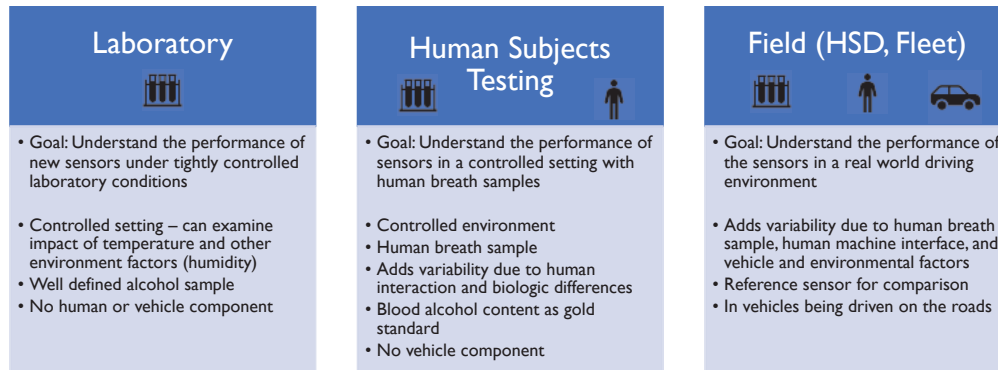 Laboratory
• Goal: Understand the performance of
new sensors under tightly controlled
laboratory conditions
• Controlled setting – can examine
impact of temperature and other
environment factors (humidity)
• Well defined alcohol sample
• No human or vehicle component
Human Subjects
Testing
• Goal: Understand the performance of
sensors in a controlled setting with
human breath samples
• Controlled environment
• Human breath sample
• Adds variability due to human
interaction and biologic differences
• Blood alcohol content as gold
standard
• No vehicle component
Field (HSD, Fleet)
• Goal: Understand the performance of
the sensors in a real world driving
environment
• Adds variability due to human breath
sample, human machine interface, and
vehicle and environmental factors
• Reference sensor for comparison
• In vehicles being driven on the roads